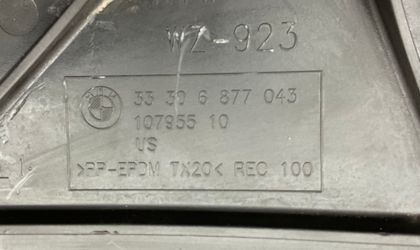 WZ-923
33 30 6 877 043
107955 10
US
>PP-EPDM TX20< REC 100